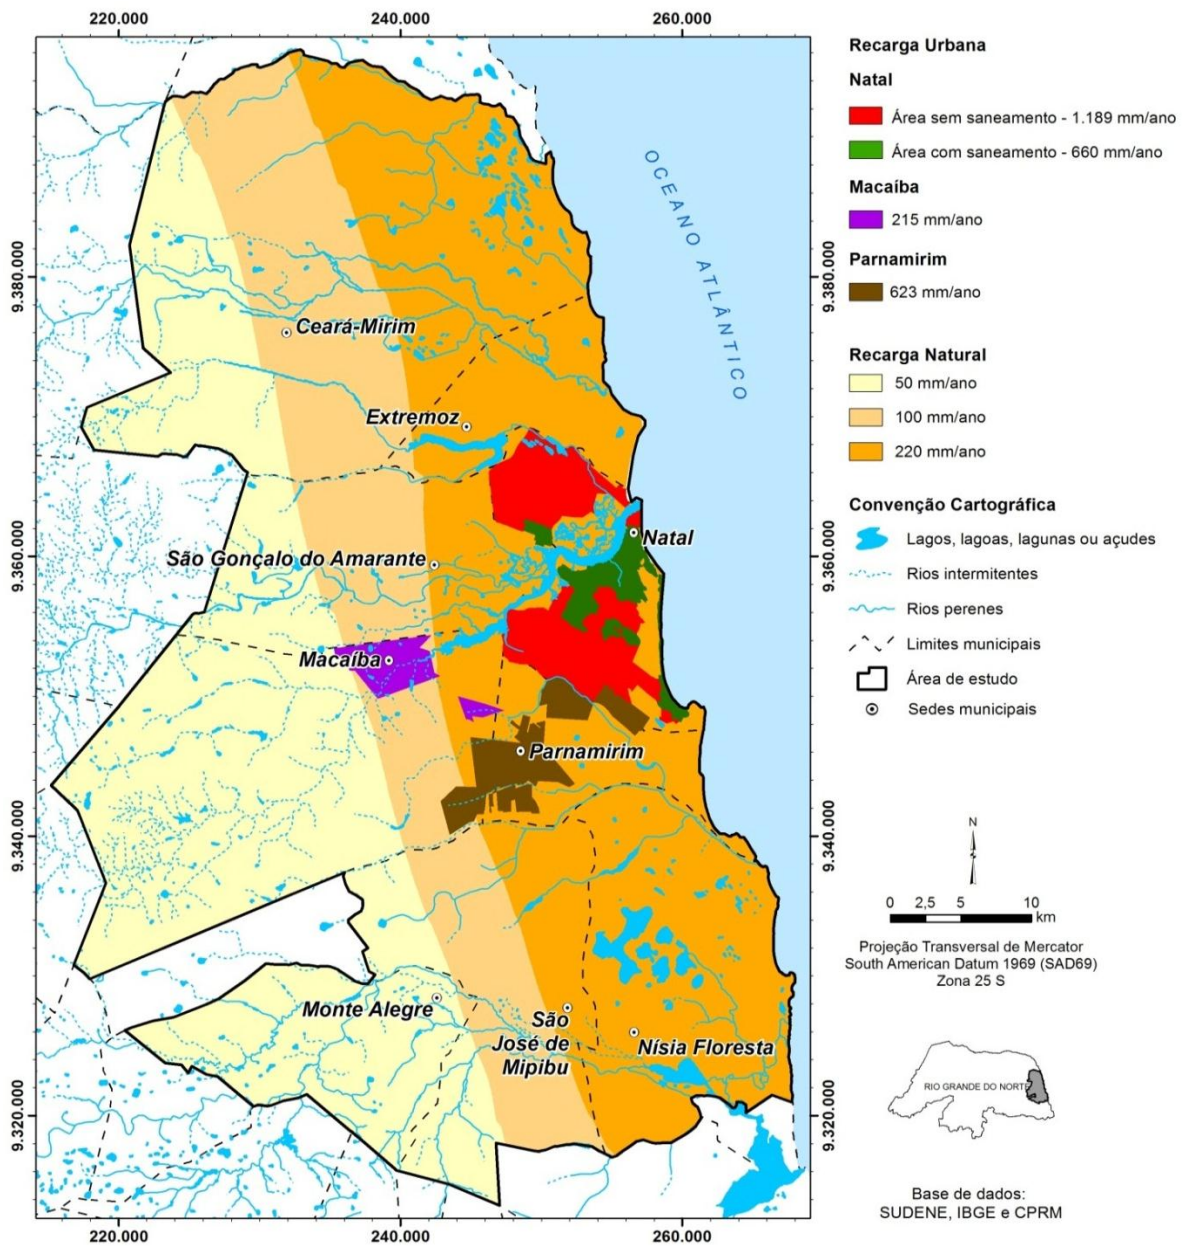 220.000
240.000
260.000
9.380.000
9.360.000
9.340.000
9.320.000
OCEANO ATLÂNTICO
Ceará-Mirim
Extremoz
Natal
São Gonçalo do Amarante
Macaíba
Parnamirim
Monte Alegre
São
José de
Mipibu
Nísia Floresta
9.380.000
9.360.000
9.340.000
9.320.000
220.000
240.000
260.000
Recarga Urbana
Natal
Área sem saneamento - 1.189 mm/ano
Área com saneamento - 660 mm/ano
Macaíba
215 mm/ano
Parnamirim
623 mm/ano
Recarga Natural
50 mm/ano
100 mm/ano
220 mm/ano
Convenção Cartográfica
Lagos, lagoas, lagunas ou açudes
Rios intermitentes
Rios perenes
Limites municipais
Área de estudo
Sedes municipais
N
0 2,5 5 10
km
Projeção Transversal de Mercator
South American Datum 1969 (SAD69)
Zona 25 S
RIO GRANDE DO NORTE
Base de dados:
SUDENE, IBGE e CPRM